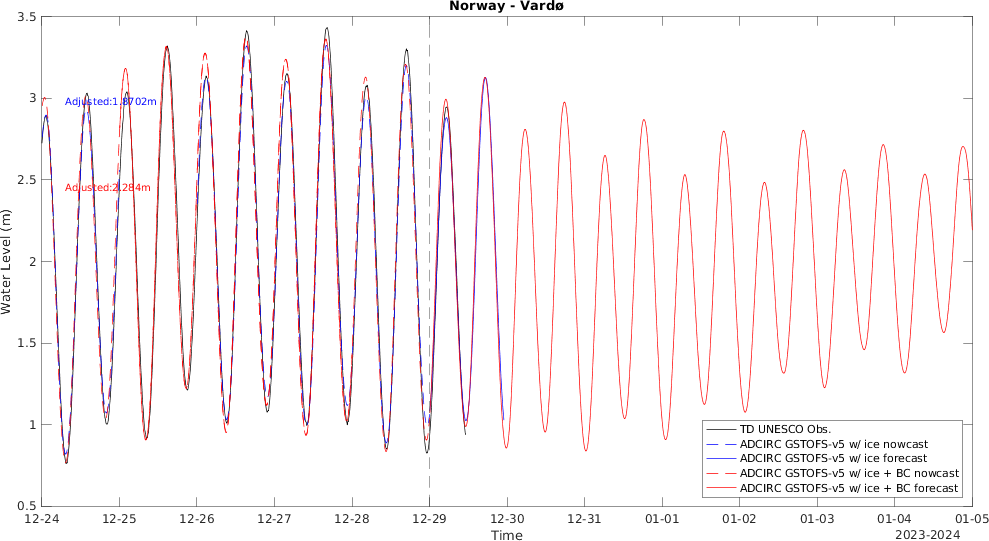 Norway - Vardø
3.5
3
2.5
2
1.5
1
0.5
Water Level (m)
Adjusted:1.8702m
Adjusted:2.284m
TD UNESCO Obs.
ADCIRC GSTOFS-v5 w/ ice nowcast
ADCIRC GSTOFS-v5 w/ ice forecast
ADCIRC GSTOFS-v5 w/ ice + BC nowcast
ADCIRC GSTOFS-v5 w/ ice + BC forecast
12-24 12-25 12-26 12-27 12-28 12-29 12-30 12-31 01-01 01-02 01-03 01-04 01-05
Time
2023-2024